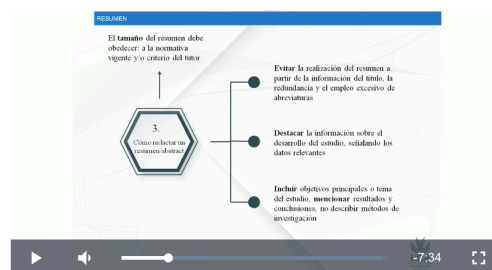 RESUMEN
El tamaño del resumen debe
obedecer: a la normativa
vigente y/o criterio del tutor
3.
Cómo redactar un
resumen/abstract
Evitar la realización del resumen a
partir de la información del título, la
redundancia y el empleo excesivo de
abreviaturas
Destacar la información sobre el
desarrollo del estudio, señalando los
datos relevantes
Incluir objetivos principales o tema
del estudio, mencionar resultados y
conclusiones, no describir métodos de
investigación
-7:34